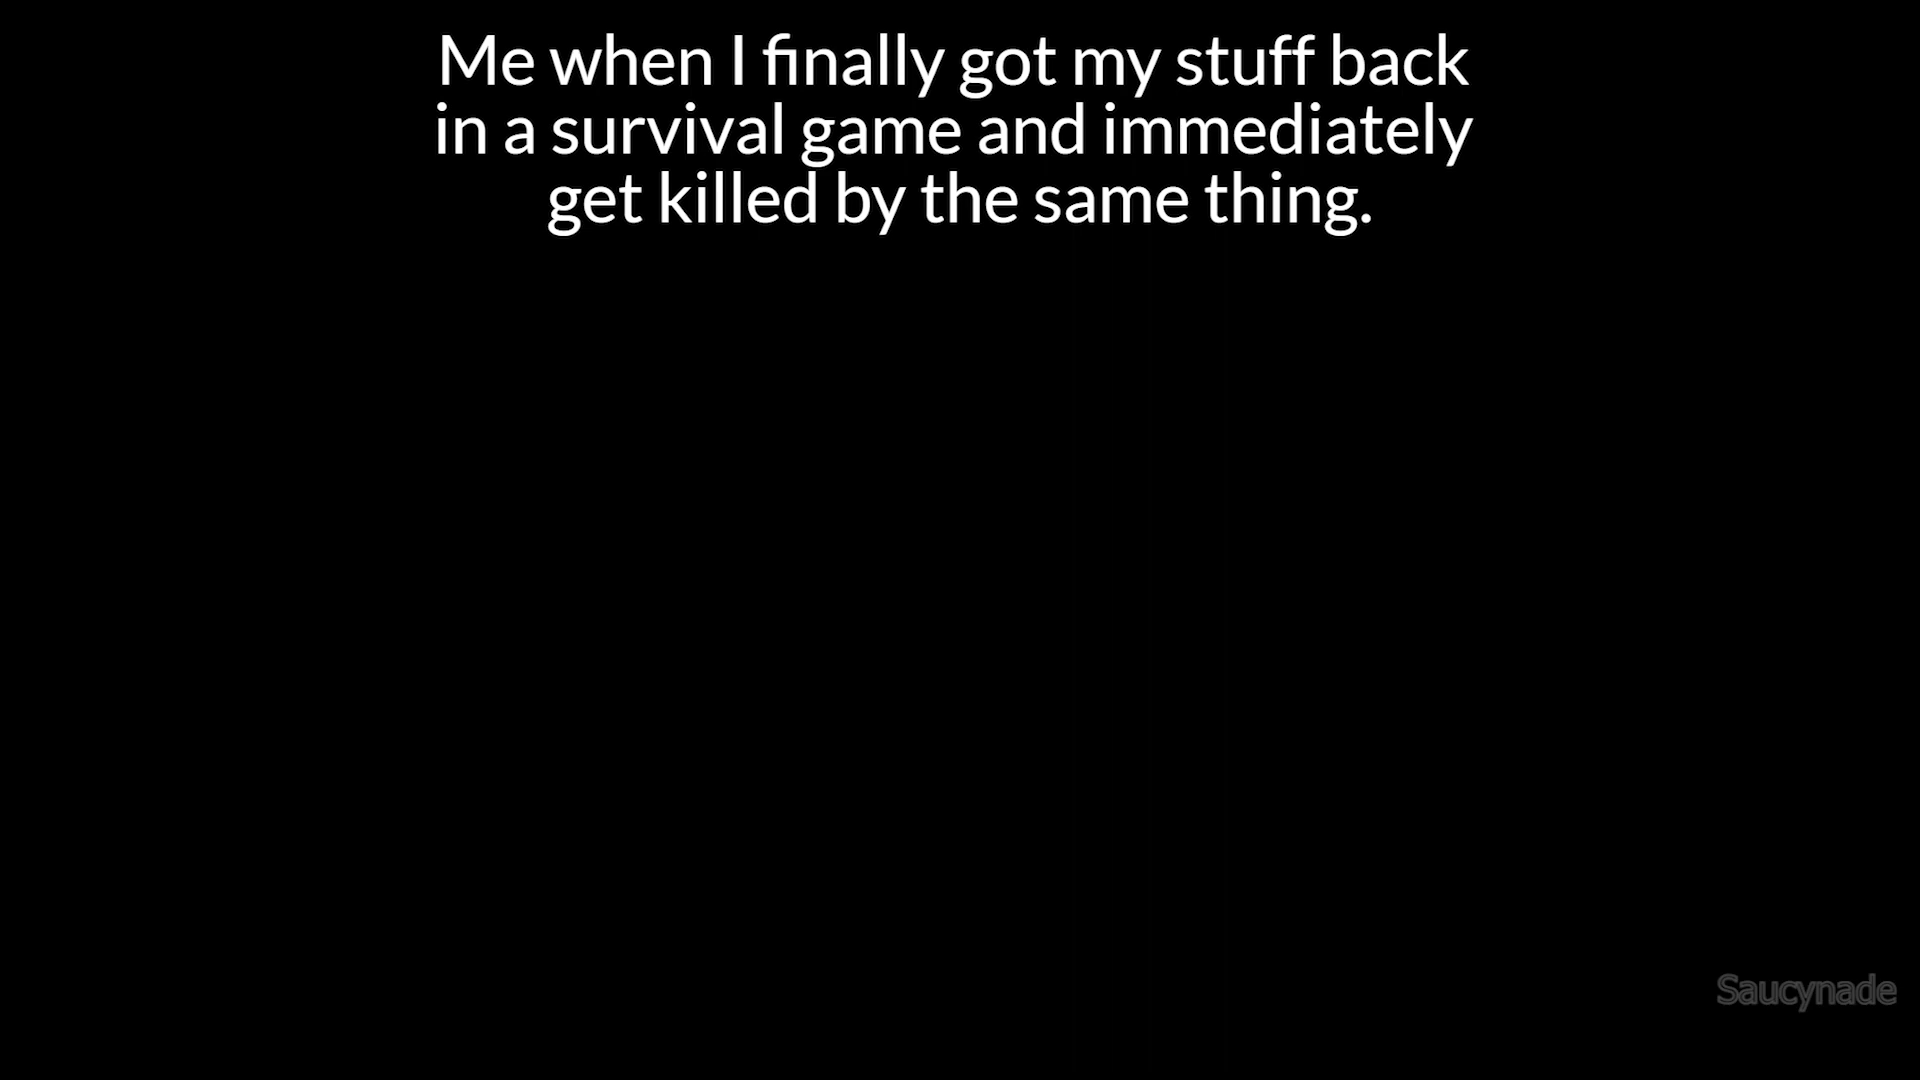 Me when I finally got my stuff back
in a survival game and immediately
get killed by the same thing.
Saucynade